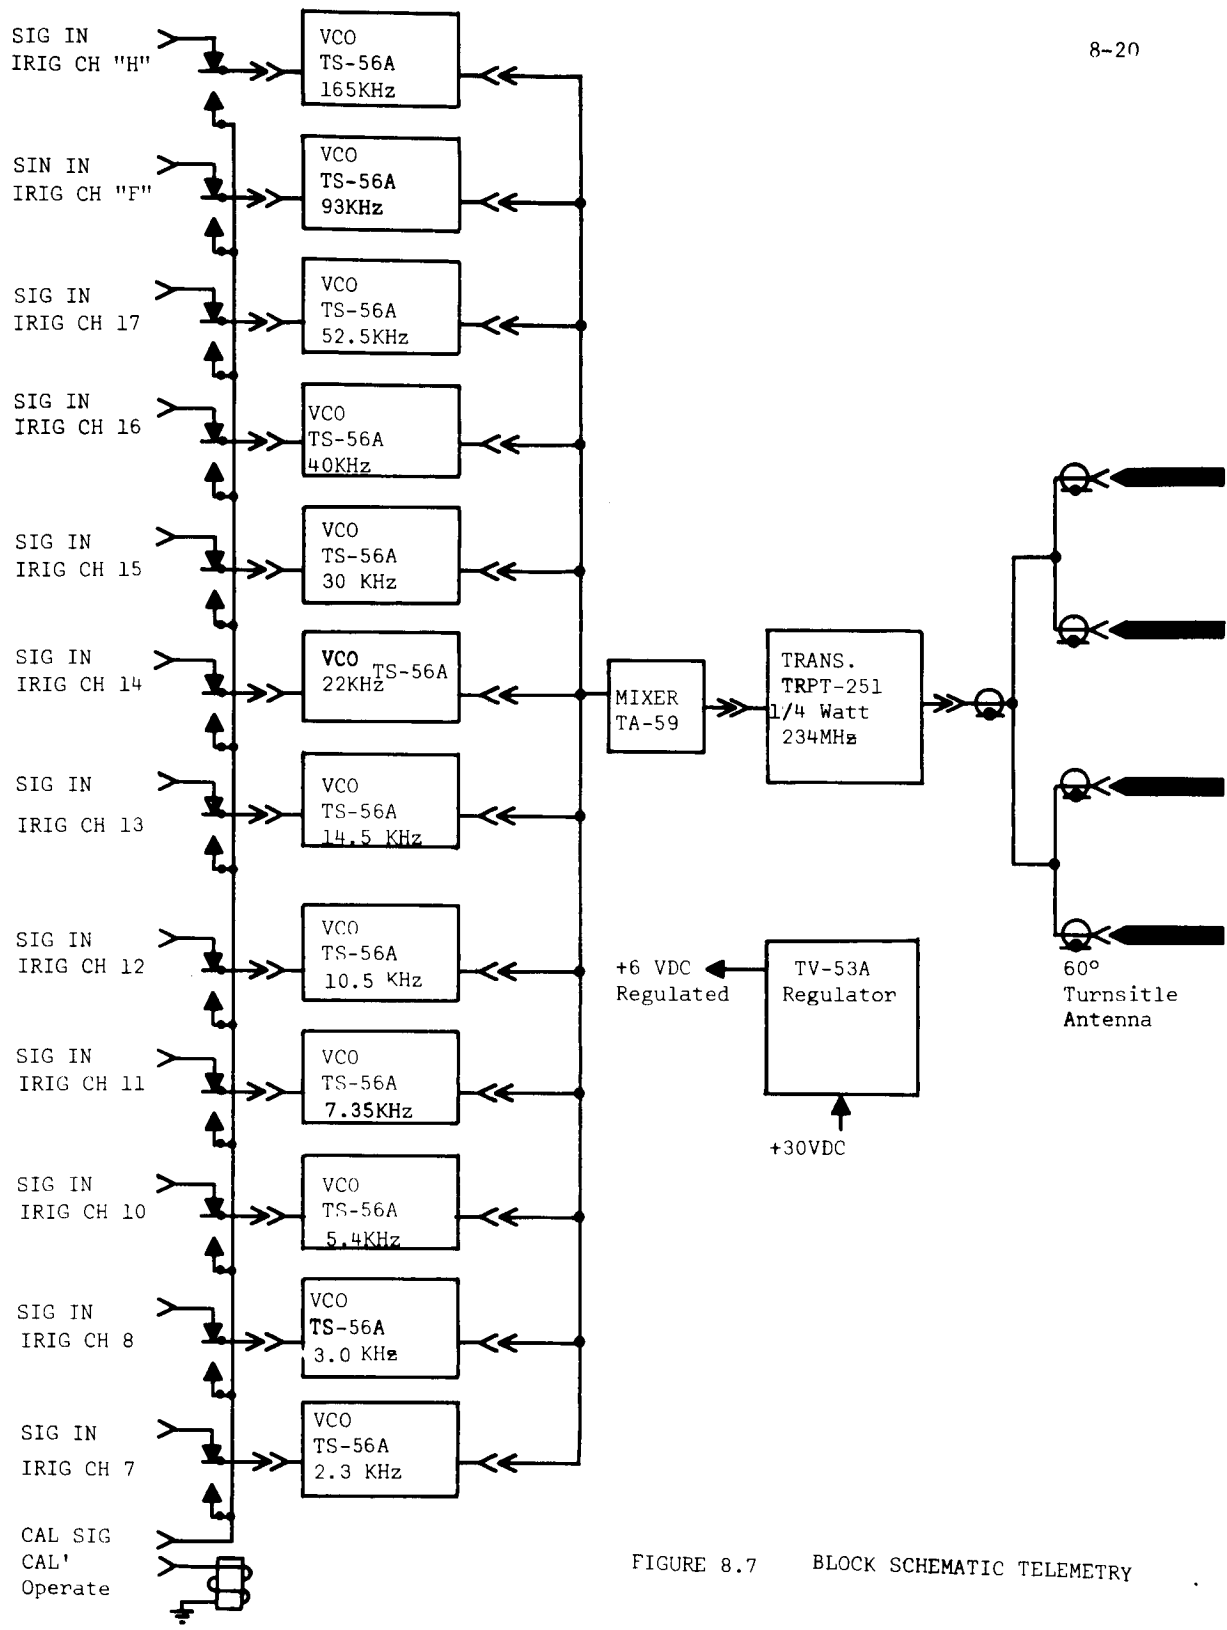 8-20
SIG IN
IRIG CH "H"
VCO
TS-56A
165KHz
SIN IN
IRIG CH "F"
VCO
TS-56A
93KHz
SIG IN
IRIG CH 17
VCO
TS-56A
52.5KHz
SIG IN
IRIG CH 16
VCO
TS-56A
40KHz
SIG IN
IRIG CH 15
VCO
TS-56A
30 KHz
SIG IN
IRIG CH 14
VCO TS-56A
22KHz
SIG IN
IRIG CH 13
VCO
TS-56A
14.5 KHz
SIG IN
IRIG CH 12
VCO
TS-56A
10.5 KHz
SIG IN
IRIG CH 11
VCO
TS-56A
7.35KHz
SIG IN
IRIG CH 10
VCO
TS-56A
5.4KHz
SIG IN
IRIG CH 8
VCO
TS-56A
3.0 KHz
SIG IN
IRIG CH 7
VCO
TS-56A
2.3 KHz
CAL SIG
CAL'
Operate
MIXER
TA-59
TRANS.
TRPT-251
1/4 Watt
234MHz
+6 VDC
Regulated
TV-53A
Regulator
+30VDC
60°
Turnsitle
Antenna
FIGURE 8.7 BLOCK SCHEMATIC TELEMETRY